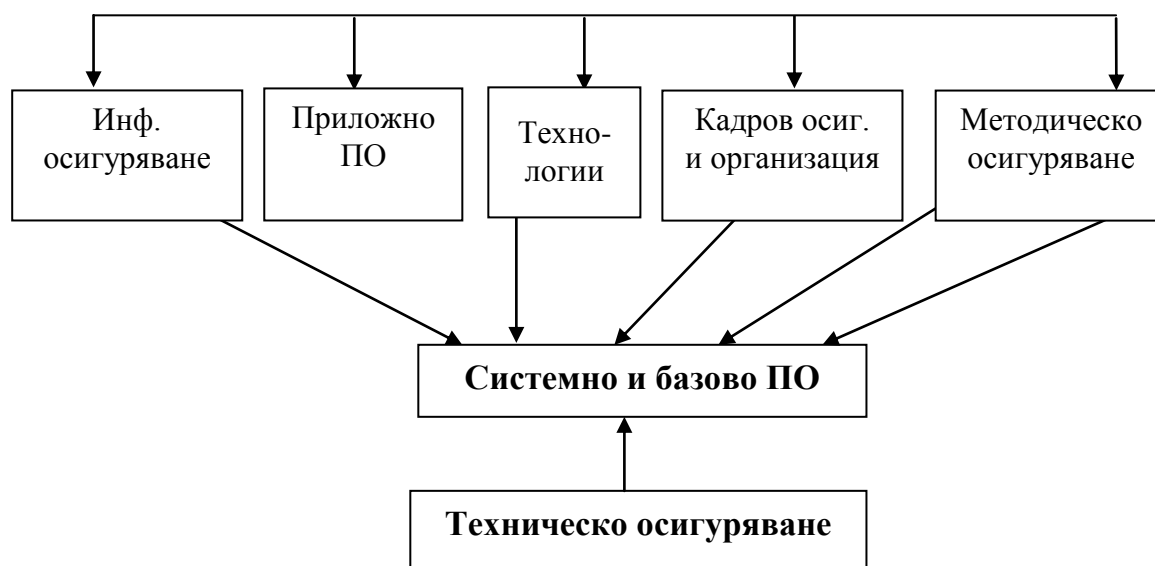 Инф.
осигуряване
Приложно
ПО
Техно-
логии
Кадров осиг.
и организация
Методическо
осигуряване
Системно и базово ПО
Техническо осигуряване